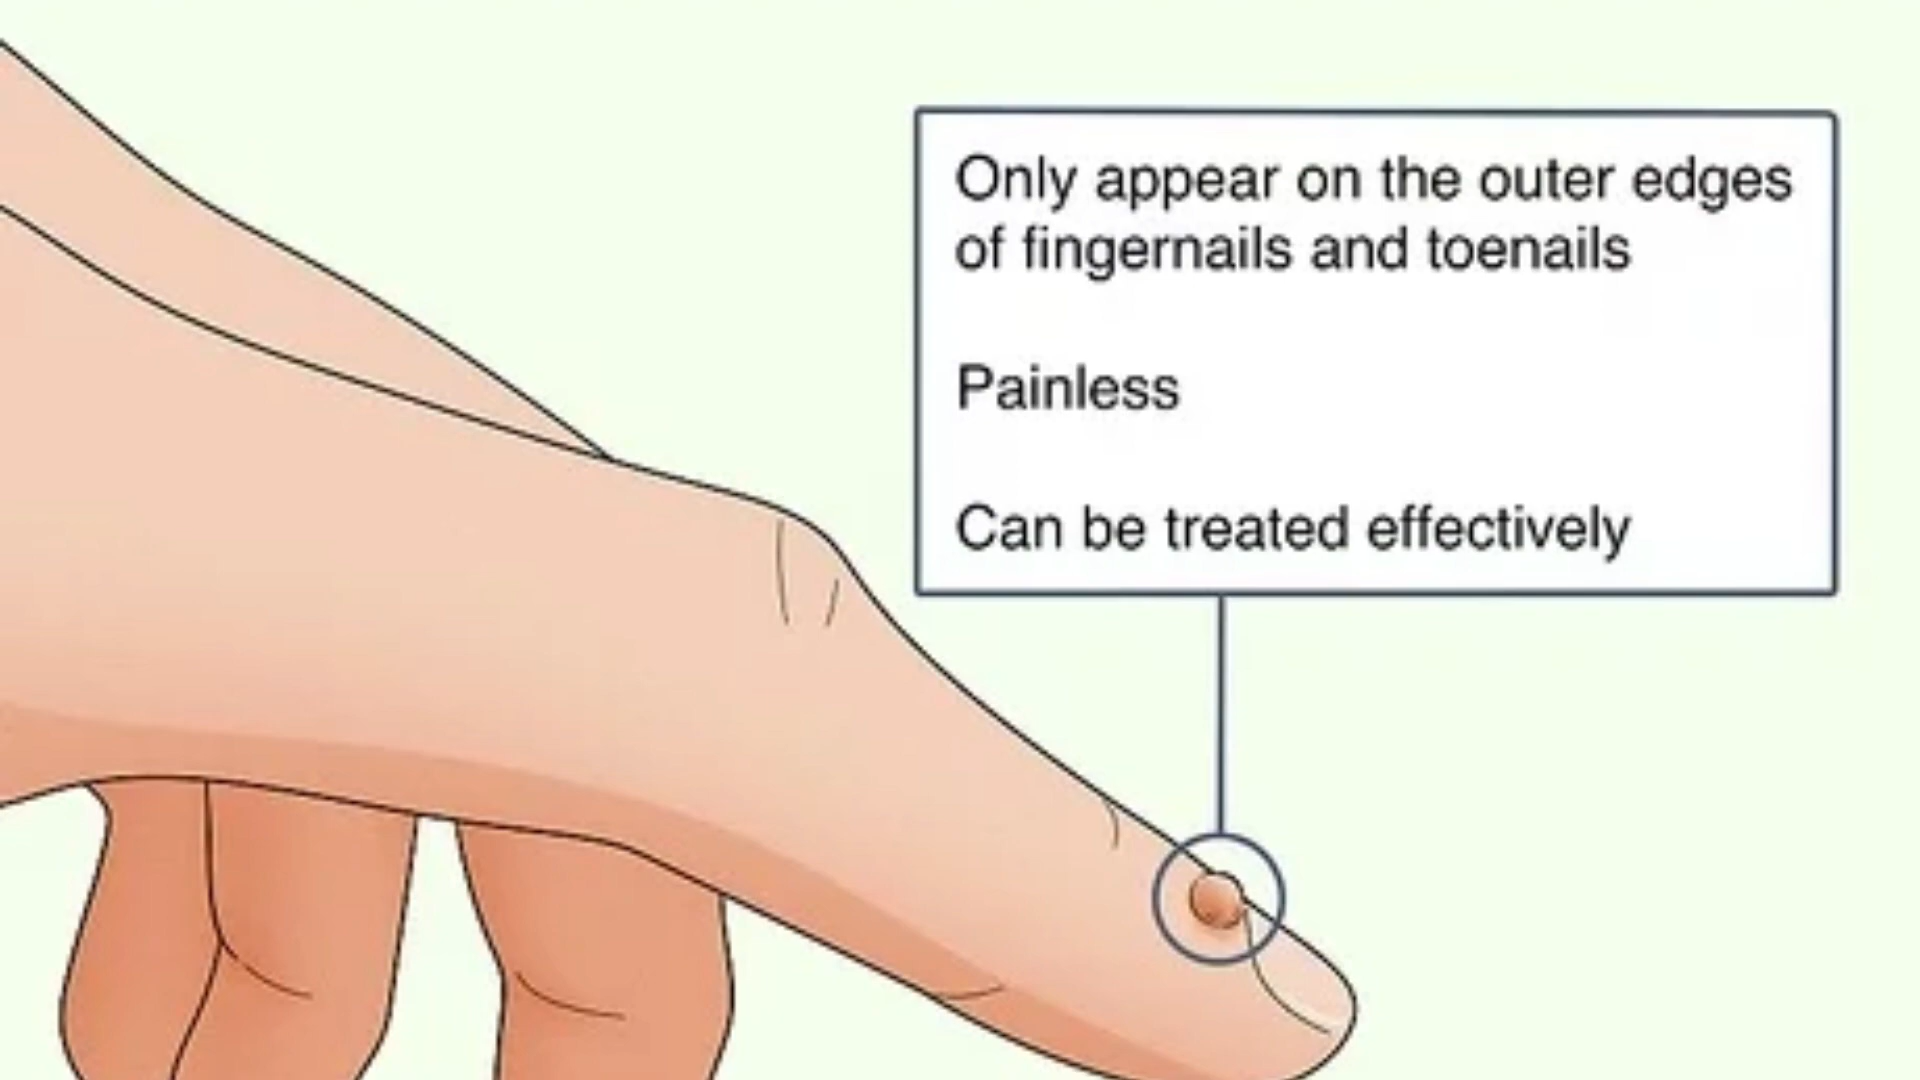 Only appear on the outer edges
of fingernails and toenails
Painless
Can be treated effectively